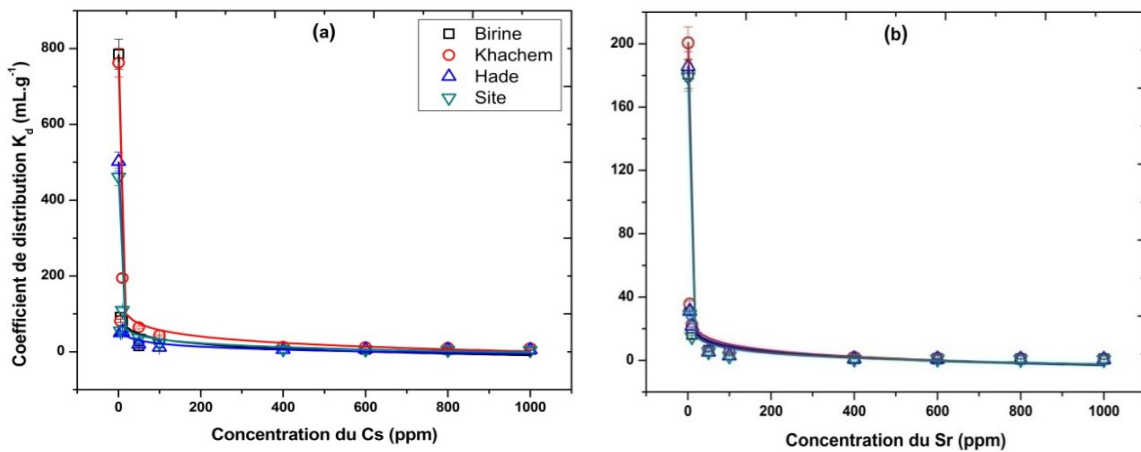 (a)
Birine
Khachem
Hade
Site
Coefficient de distribution K_d (mL.g⁻¹)
800
600
400
200
0
0 200 400 600 800 1000
Concentration du Cs (ppm)
(b)
200
160
120
80
40
0
0 200 400 600 800 1000
Concentration du Sr (ppm)